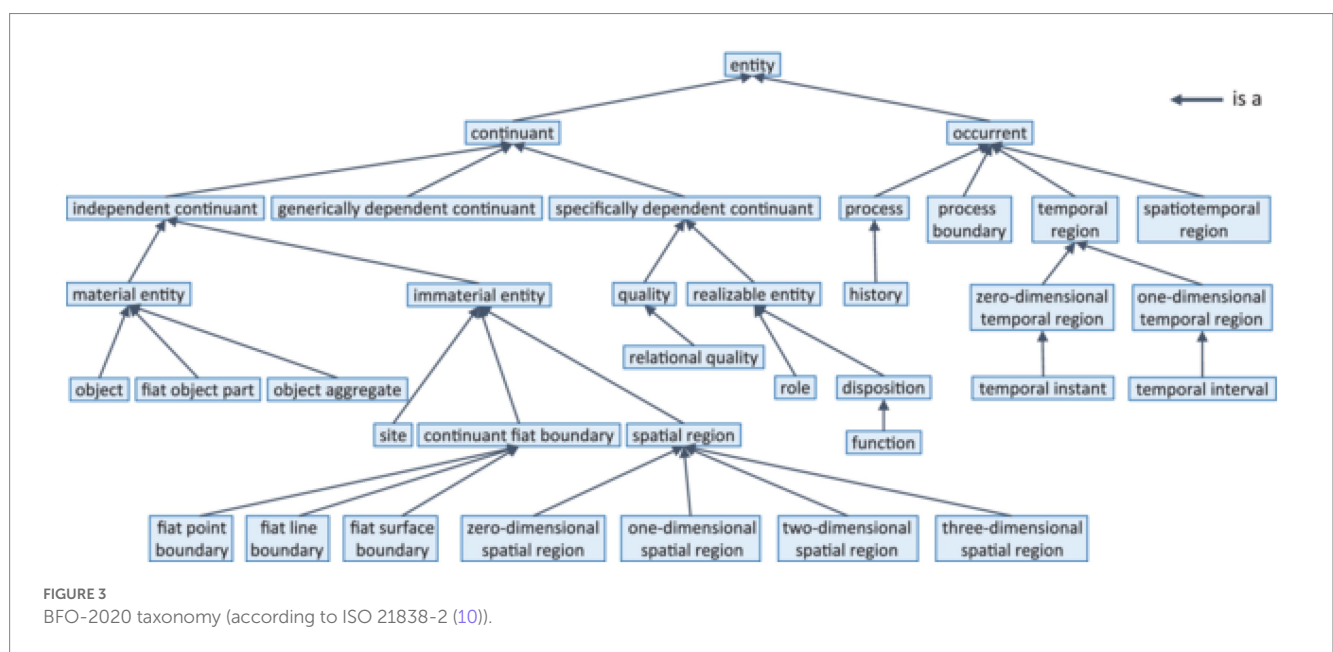 entity
is a
continuant
occurrent
independent continuant
generically dependent continuant
specifically dependent continuant
process
process
boundary
temporal
region
spatiotemporal
region
material entity
immaterial entity
quality
realizable entity
history
zero-dimensional
temporal region
one-dimensional
temporal region
relational quality
object
fiat object part
object aggregate
role
disposition
temporal instant
temporal interval
site
continuant fiat boundary
spatial region
function
fiat point
boundary
fiat line
boundary
fiat surface
boundary
zero-dimensional
spatial region
one-dimensional
spatial region
two-dimensional
spatial region
three-dimensional
spatial region
FIGURE 3
BFO-2020 taxonomy (according to ISO 21838-2 (10)).